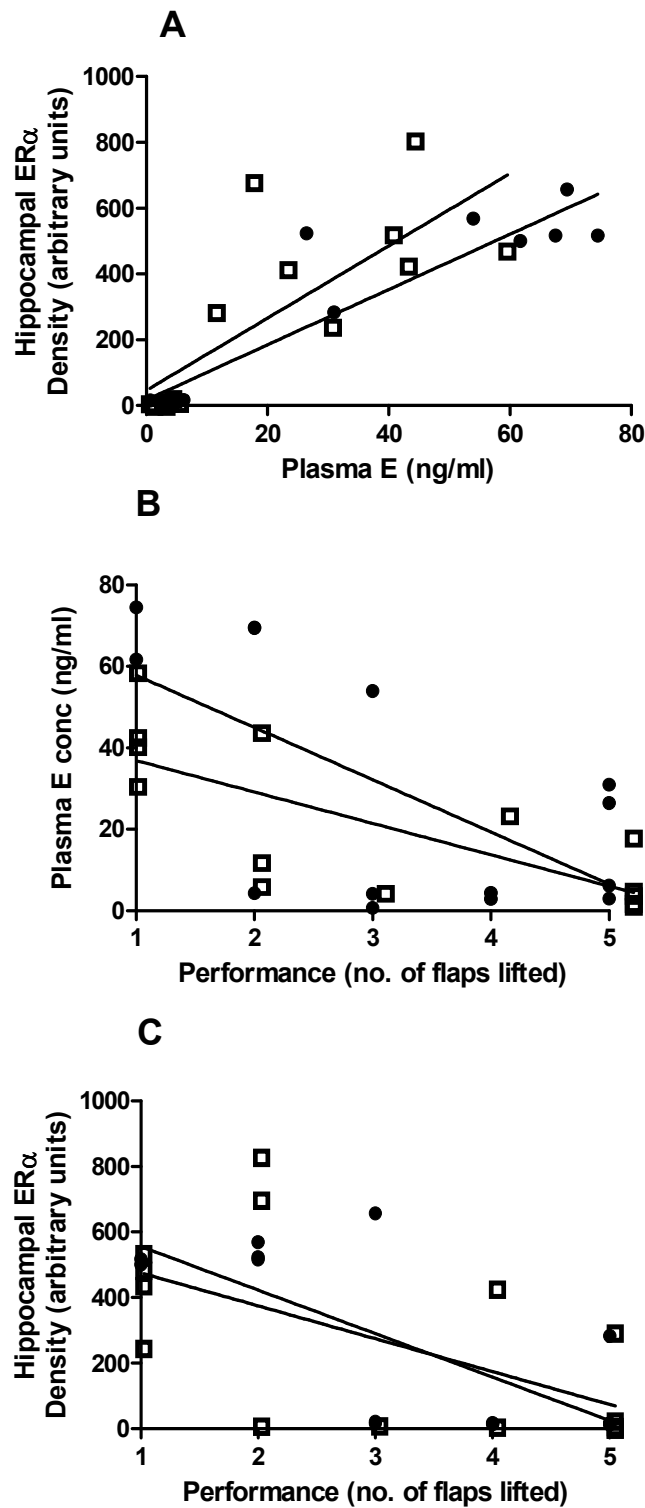 A
Hippocampal ERα
Density (arbitrary units)
1000
800
600
400
200
0
0 20 40 60 80
Plasma E (ng/ml)
B
Plasma E conc (ng/ml)
80
60
40
20
0
1 2 3 4 5
Performance (no. of flaps lifted)
C
Hippocampal ERα
Density (arbitrary units)
1000
800
600
400
200
0
1 2 3 4 5
Performance (no. of flaps lifted)